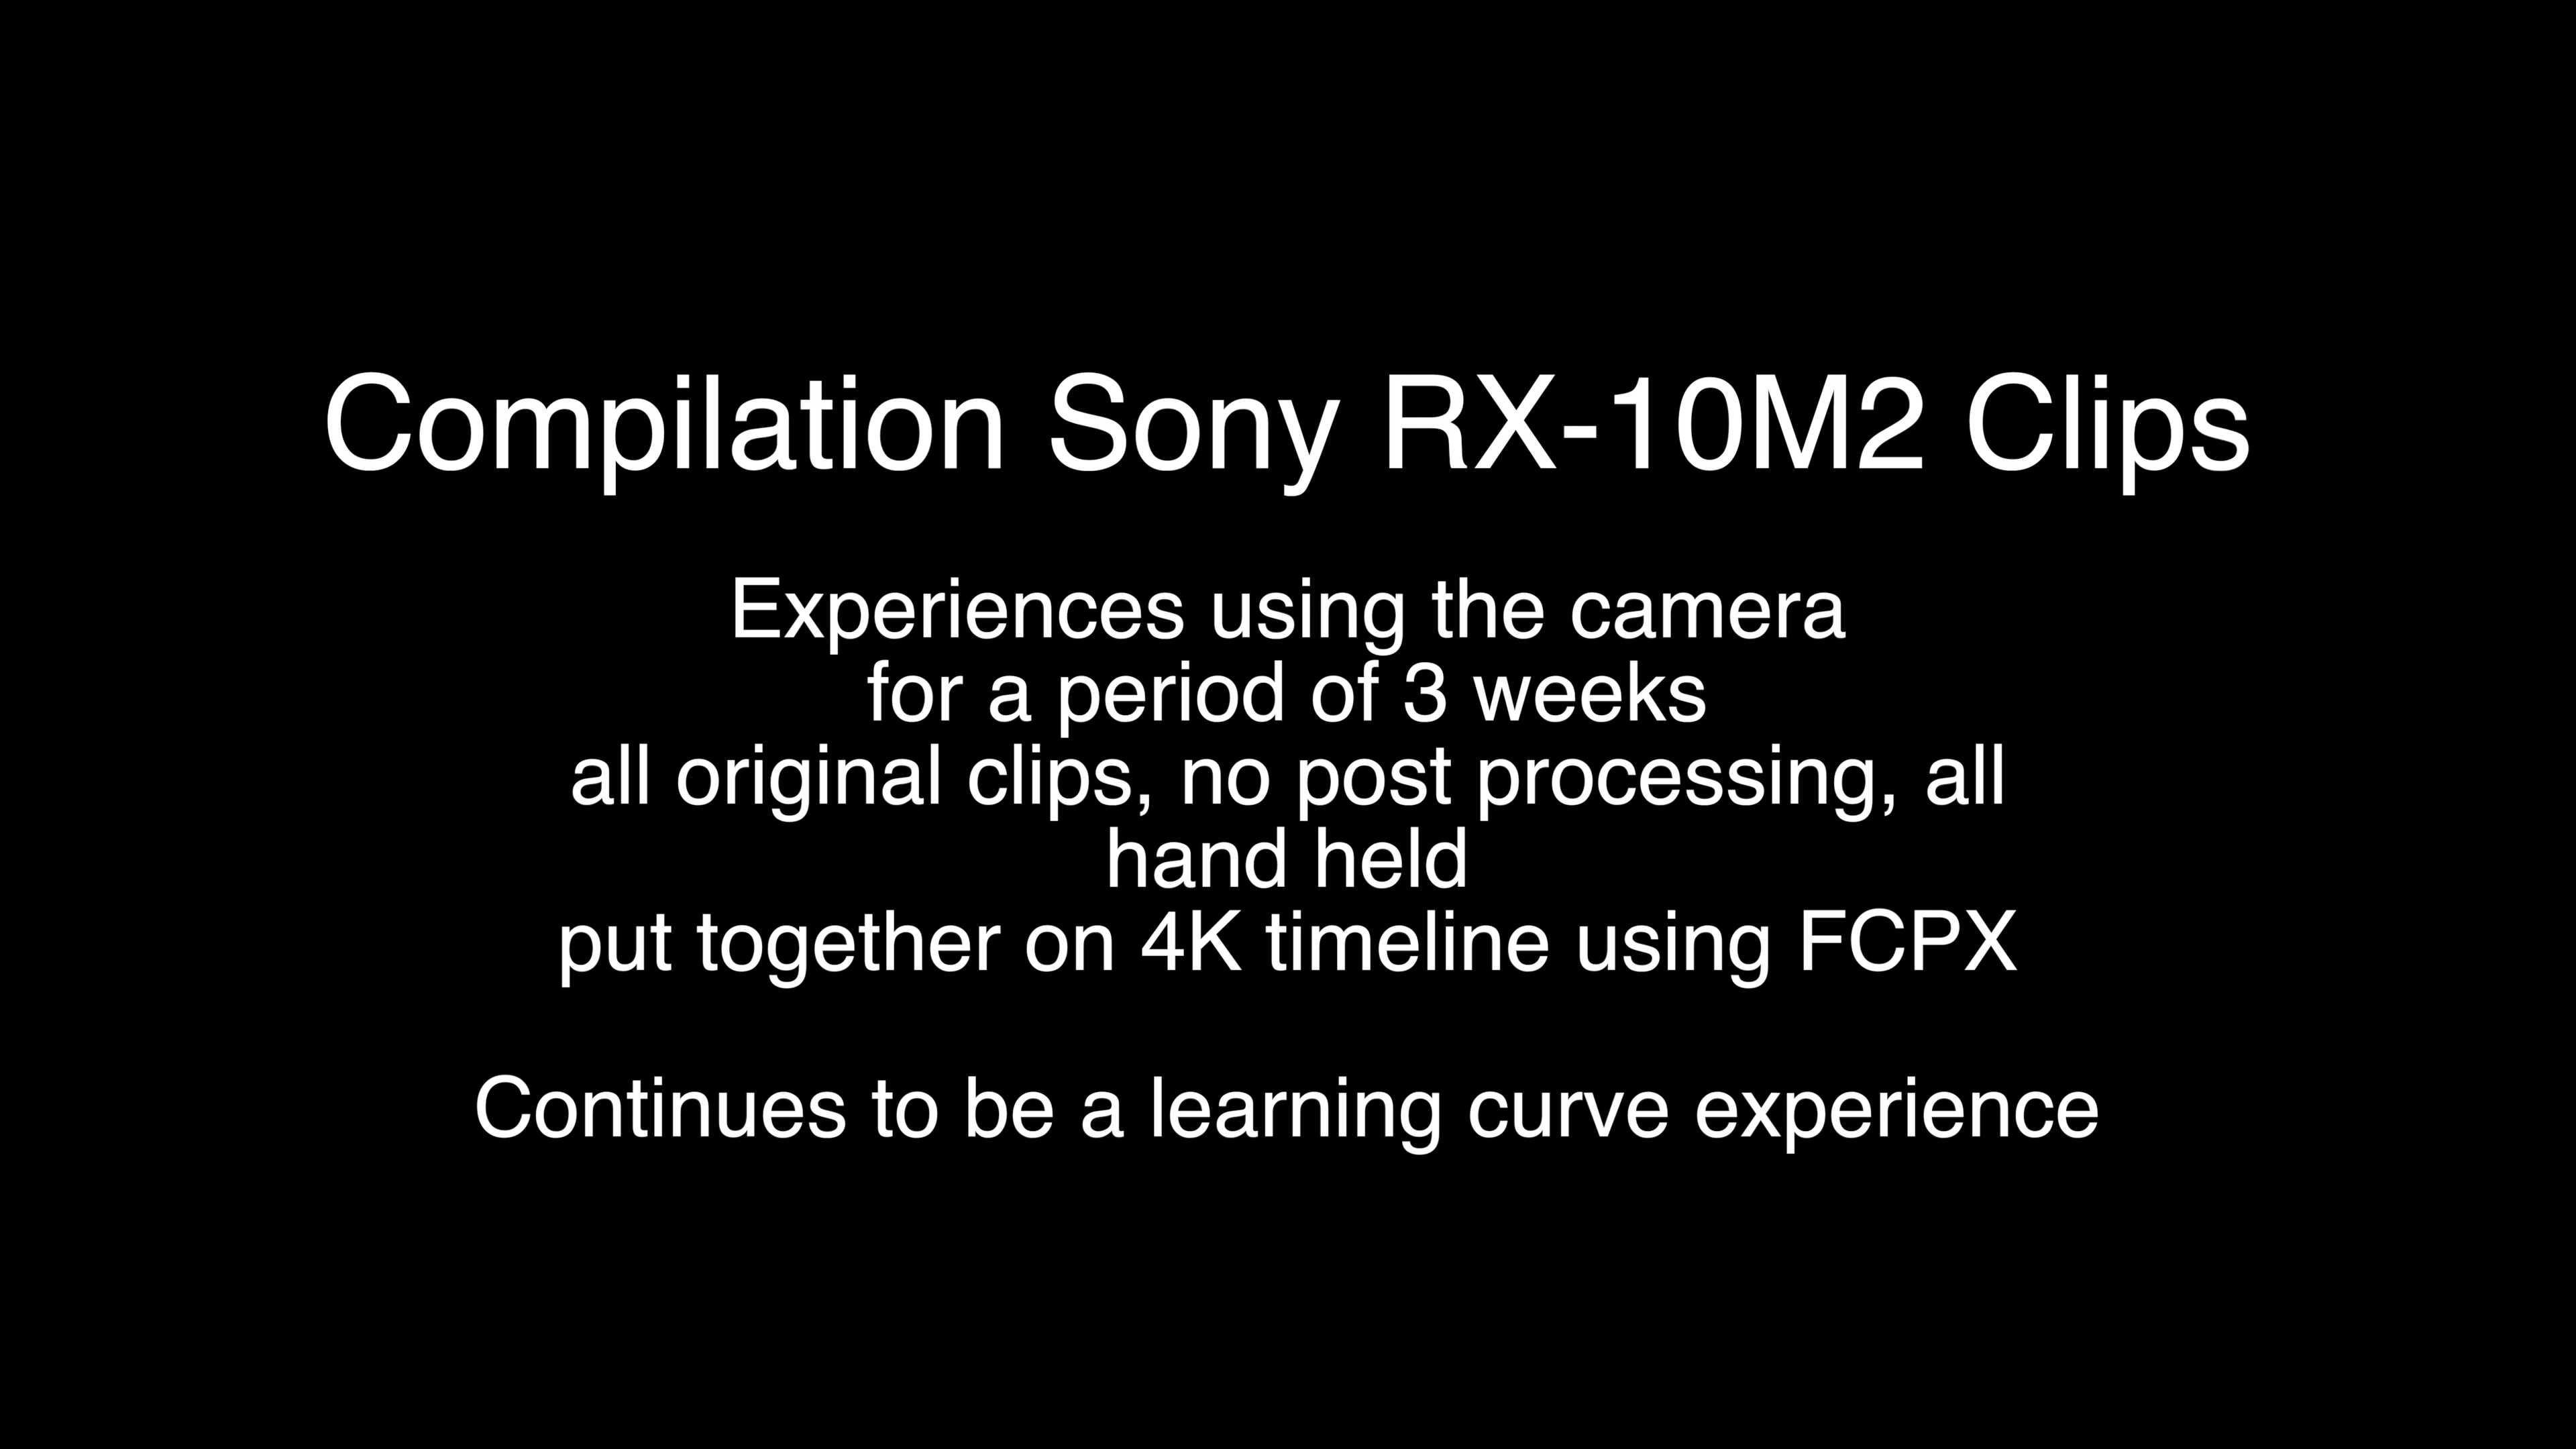 Compilation Sony RX-10M2 Clips
Experiences using the camera
for a period of 3 weeks
all original clips, no post processing, all
hand held
put together on 4K timeline using FCPX
Continues to be a learning curve experience